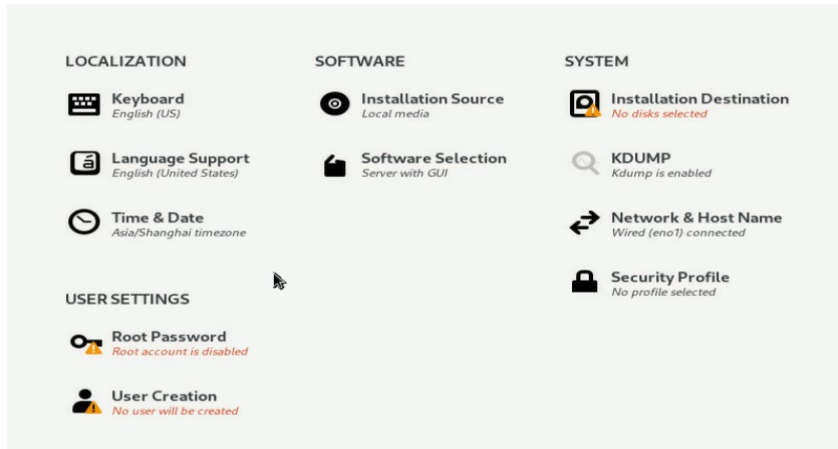 LOCALIZATION
Keyboard
English (US)
Language Support
English (United States)
Time & Date
Asia/Shanghai timezone
USER SETTINGS
Root Password
Root account is disabled
User Creation
No user will be created
SOFTWARE
Installation Source
Local media
Software Selection
Server with GUI
SYSTEM
Installation Destination
No disks selected
KDUMP
Kdump is enabled
Network & Host Name
Wired (eno1) connected
Security Profile
No profile selected